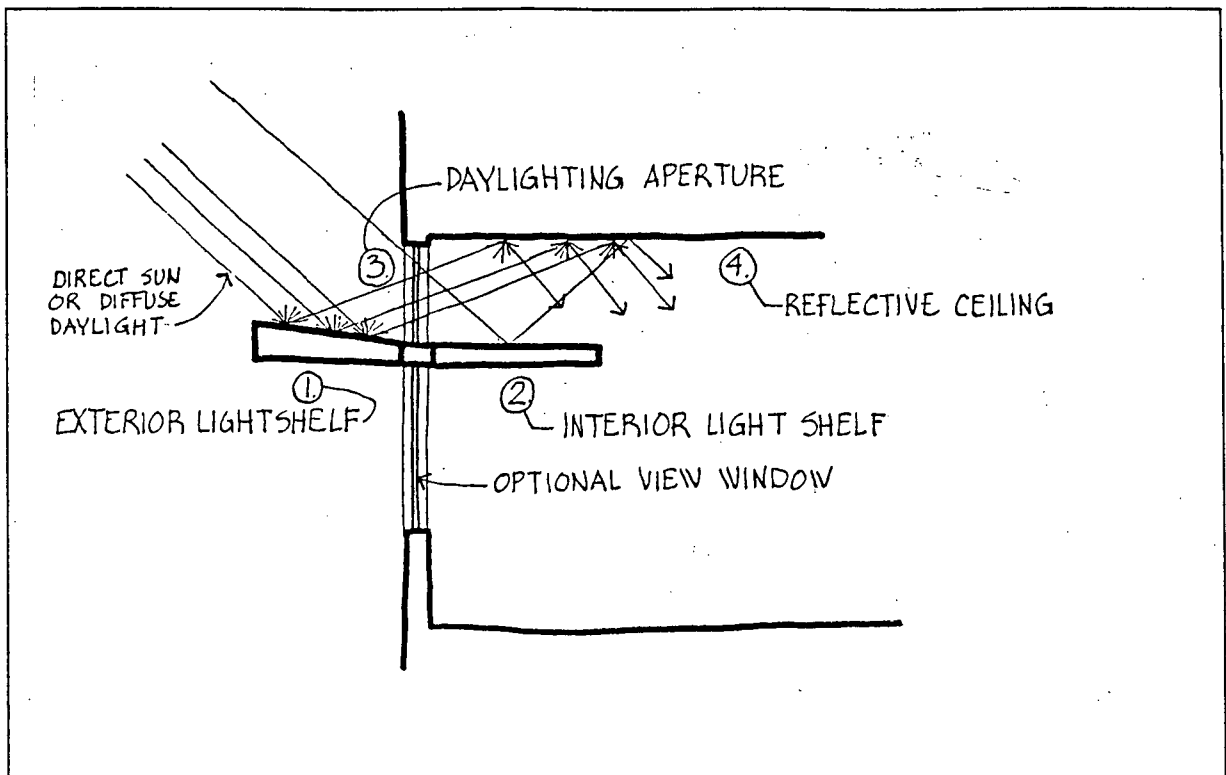 DAYLIGHTING APERTURE
3.
DIRECT SUN
OR DIFFUSE
DAYLIGHT
4.
REFLECTIVE CEILING
1.
EXTERIOR LIGHTSHELF
2.
INTERIOR LIGHT SHELF
OPTIONAL VIEW WINDOW